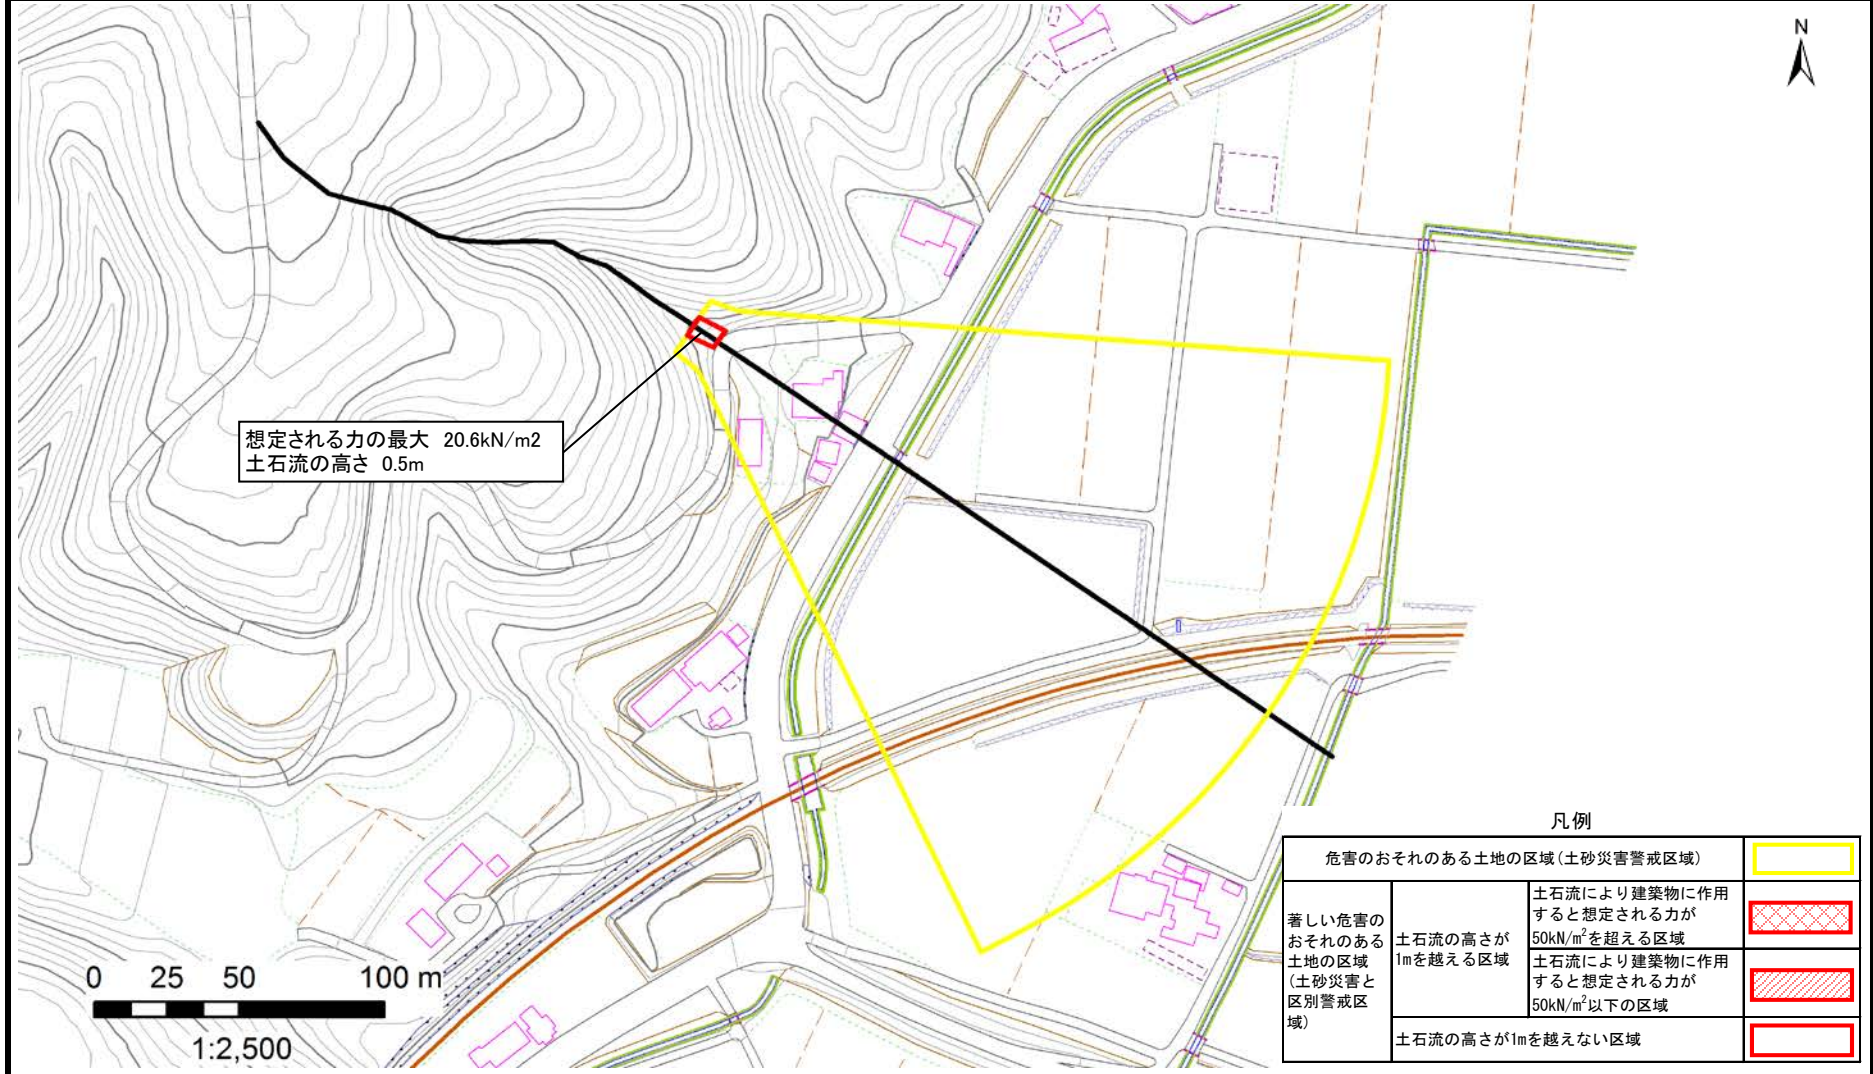 N
想定される力の最大 20.6kN/m2
土石流の高さ 0.5m
0 25 50 100 m
1:2,500
凡例
危害のおそれのある土地の区域(土砂災害警戒区域)
著しい危害の
おそれのある
土地の区域
(土砂災害と
区別警戒区
域)
土石流の高さが
1mを越える区域
土石流により建築物に作用
すると想定される力が
50kN/m²を超える区域
土石流により建築物に作用
すると想定される力が
50kN/m²以下の区域
土石流の高さが1mを越えない区域